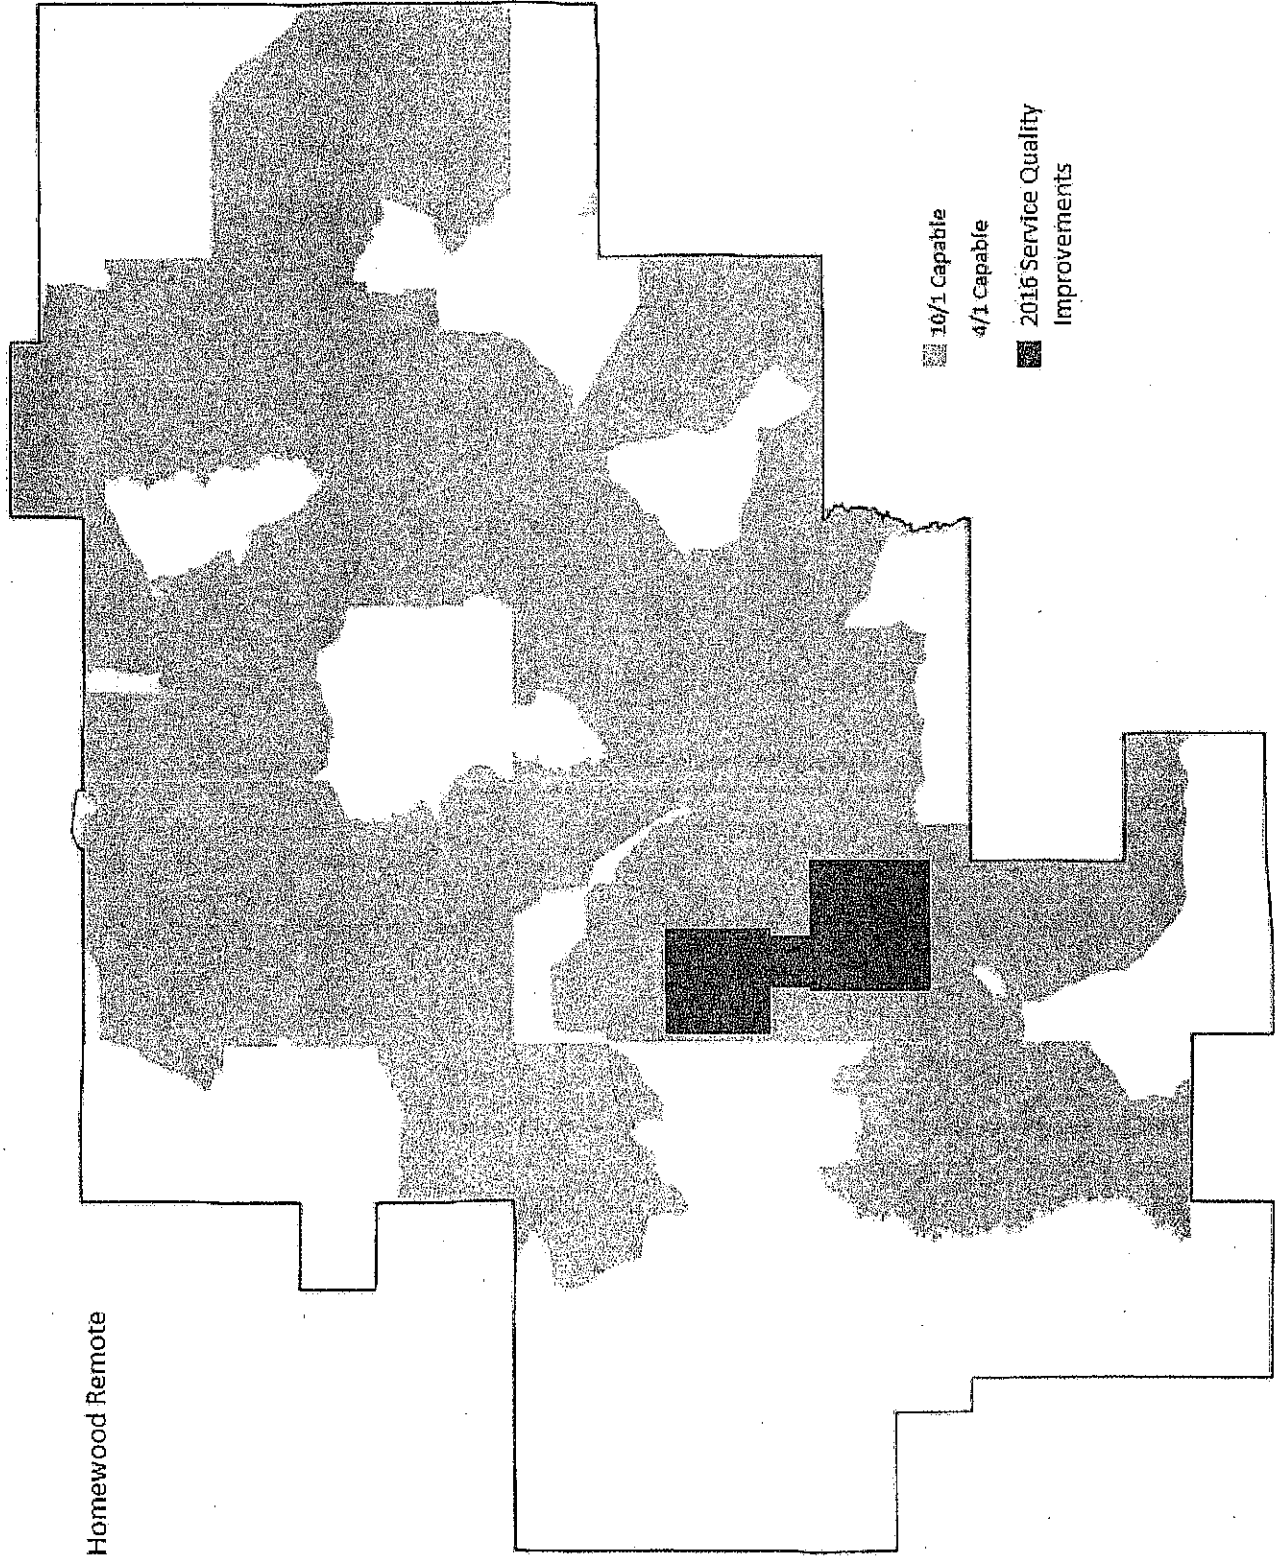 Homewood Remote
10/1 Capable
4/1 Capable
2016 Service Quality
Improvements